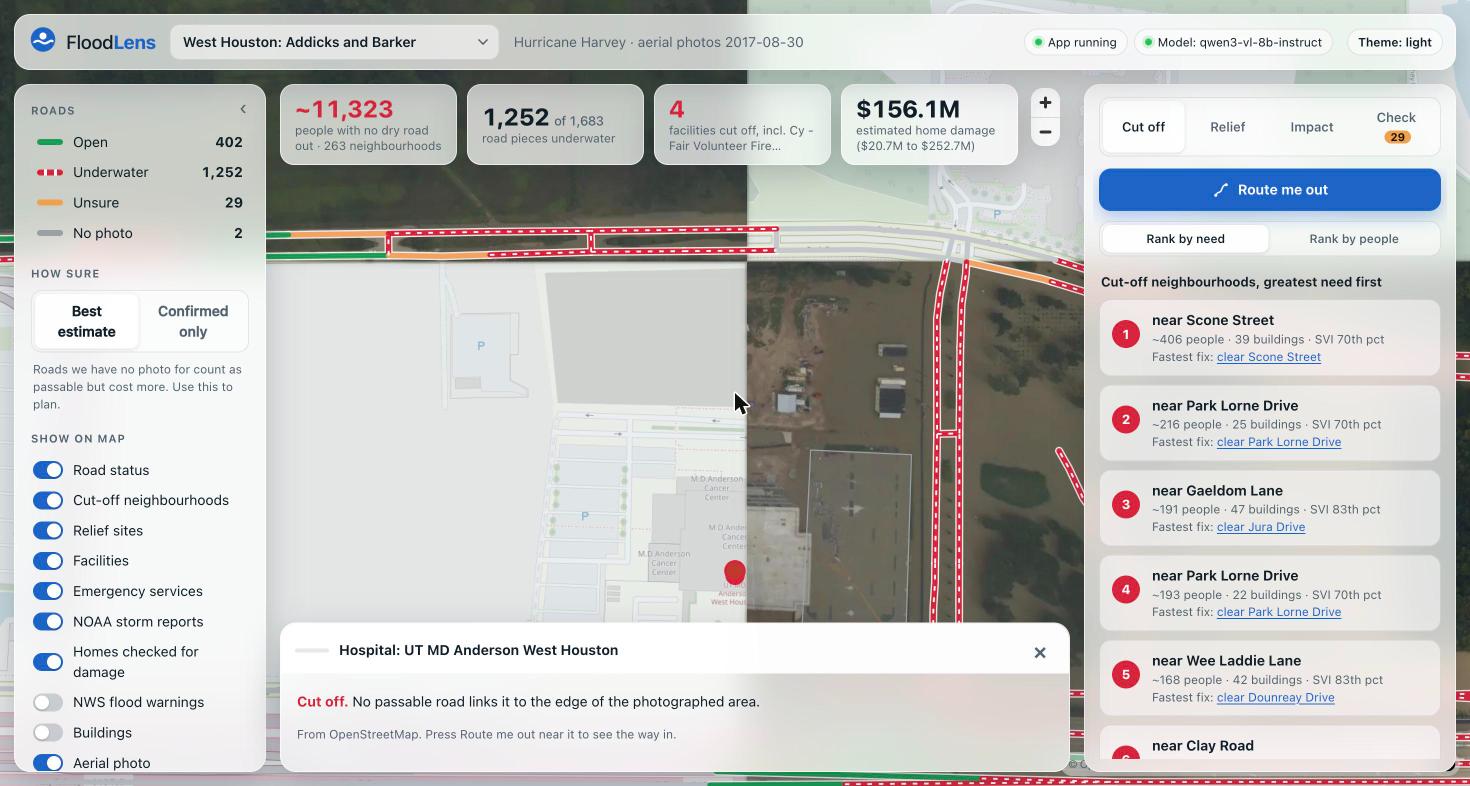 FloodLens
West Houston: Addicks and Barker
Hurricane Harvey · aerial photos 2017-08-30
App running
Model: qwen3-vl-8b-instruct
Theme: light
ROADS
Open 402
Underwater 1,252
Unsure 29
No photo 2
HOW SURE
Best
estimate
Confirmed
only
Roads we have no photo for count as
passable but cost more. Use this to
plan.
SHOW ON MAP
Road status
Cut-off neighbourhoods
Relief sites
Facilities
Emergency services
NOAA storm reports
Homes checked for
damage
NWS flood warnings
Buildings
Aerial photo
~11,323
people with no dry road
out · 263 neighbourhoods
1,252 of 1,683
road pieces underwater
4
facilities cut off, incl. Cy -
Fair Volunteer Fire...
$156.1M
estimated home damage
($20.7M to $252.7M)
+
−
P
P
P
M.D.Anderson
Cancer
Center
M.D.Anderson
Cancer
Center
Hospital: UT MD Anderson West Houston
Cut off. No passable road links it to the edge of the photographed area.
From OpenStreetMap. Press Route me out near it to see the way in.
Cut off
Relief
Impact
Check
29
Route me out
Rank by need
Rank by people
Cut-off neighbourhoods, greatest need first
1
near Scone Street
~406 people · 39 buildings · SVI 70th pct
Fastest fix: clear Scone Street
2
near Park Lorne Drive
~216 people · 25 buildings · SVI 70th pct
Fastest fix: clear Park Lorne Drive
3
near Gaeldom Lane
~191 people · 47 buildings · SVI 83th pct
Fastest fix: clear Jura Drive
4
near Park Lorne Drive
~193 people · 22 buildings · SVI 70th pct
Fastest fix: clear Park Lorne Drive
5
near Wee Laddie Lane
~168 people · 42 buildings · SVI 83th pct
Fastest fix: clear Dounreay Drive
near Clay Road